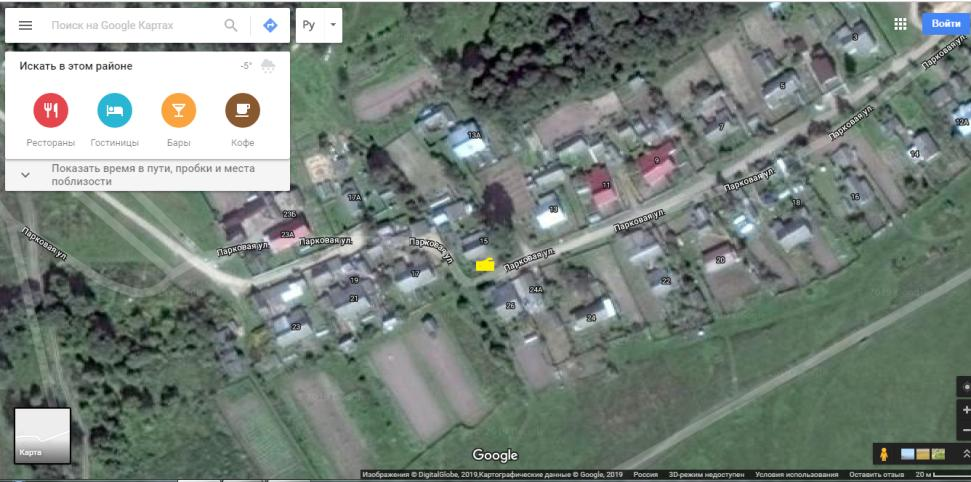 Поиск на Google Картах
Ру
Войти
Искать в этом районе
-5°
Рестораны
Гостиницы
Бары
Кофе
Показать время в пути, пробки и места
поблизости
3
Парковая ул.
5
Парковая ул.
12А
7
13А
14
9
Парковая ул.
11
16
17А
18
23Б
13
Парковая ул.
23А
Парковая ул.
Парковая ул.
Парковая ул.
Парковая ул.
15
Парковая ул.
20
19
17
22
21
24А
26
24
23
Карта
Google
Изображения © DigitalGlobe, 2019,Картографические данные © Google, 2019 Россия 3D-режим недоступен Условия использования Оставить отзыв 20 м